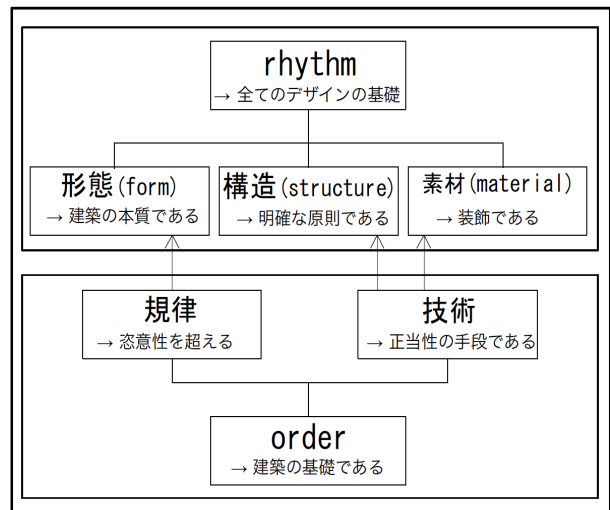 rhythm
→ 全てのデザインの基礎
形態(form)
→ 建築の本質である
構造(structure)
→ 明確な原則である
素材(material)
→ 装飾である
規律
→ 恣意性を超える
技術
→ 正当性の手段である
order
→ 建築の基礎である